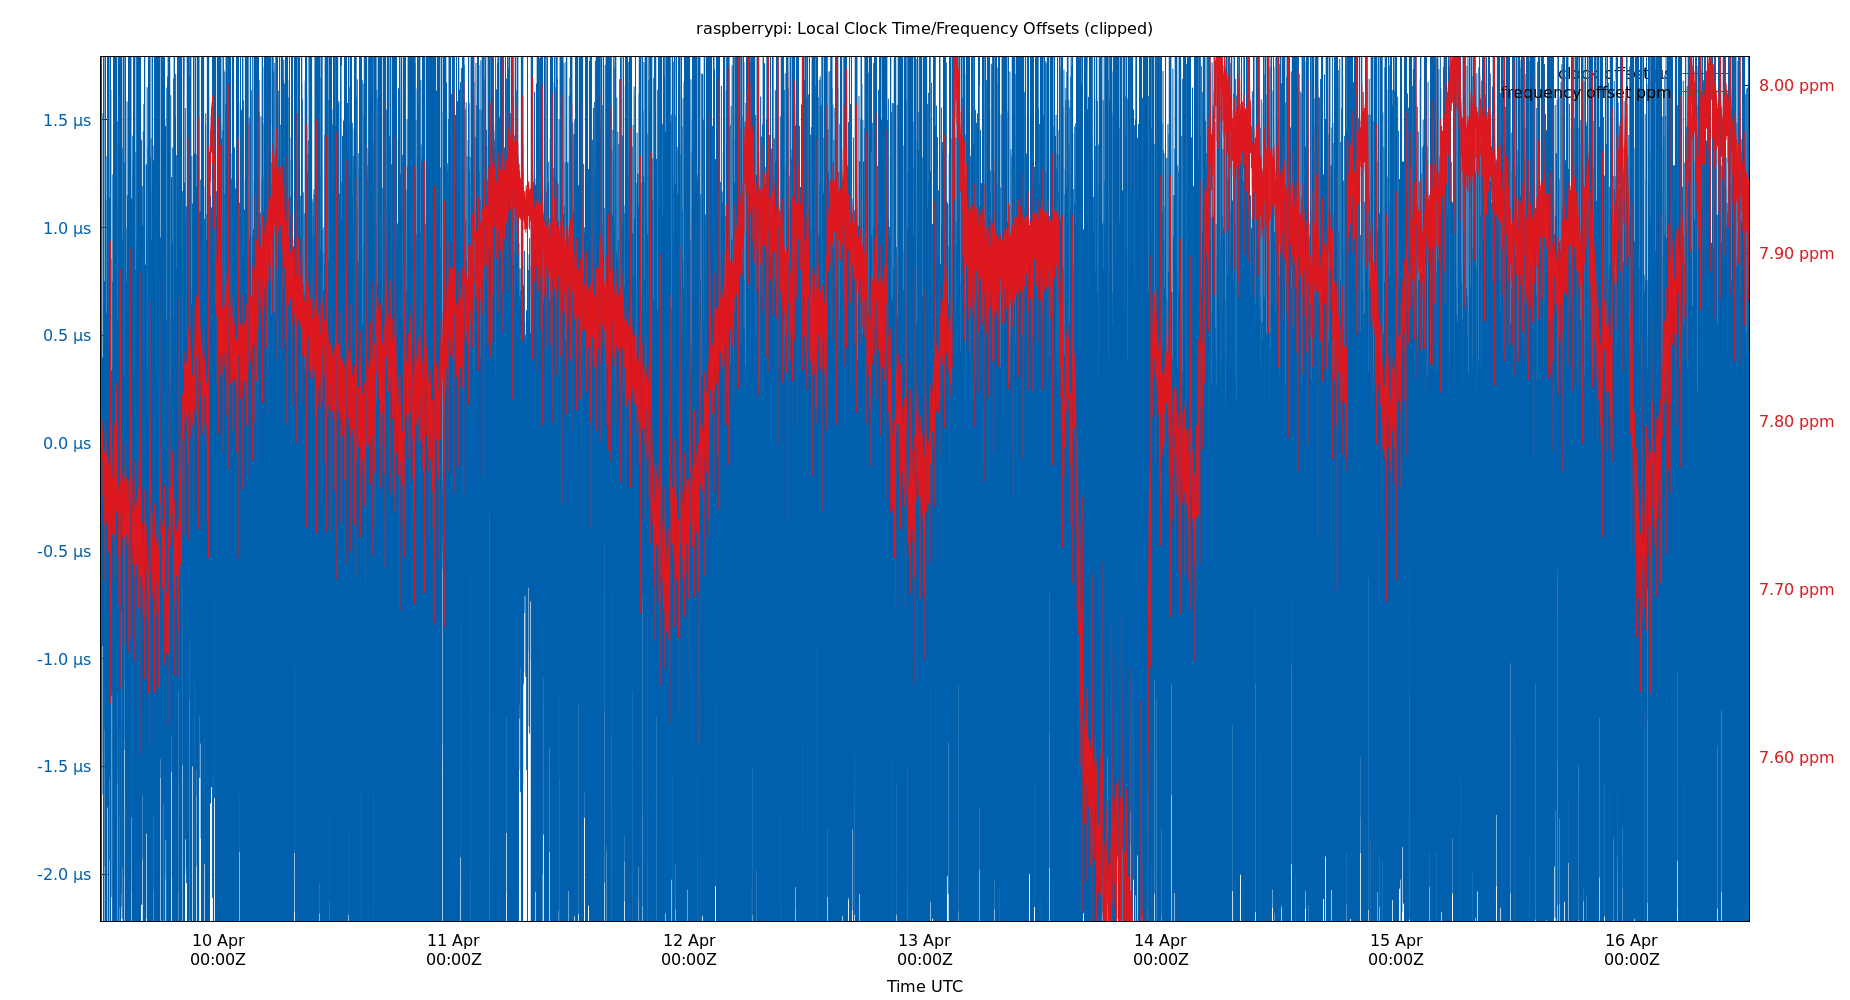 raspberrypi: Local Clock Time/Frequency Offsets (clipped)
clock offset µs
frequency offset ppm
1.5 µs
1.0 µs
0.5 µs
0.0 µs
-0.5 µs
-1.0 µs
-1.5 µs
-2.0 µs
8.00 ppm
7.90 ppm
7.80 ppm
7.70 ppm
7.60 ppm
10 Apr
00:00Z
11 Apr
00:00Z
12 Apr
00:00Z
13 Apr
00:00Z
14 Apr
00:00Z
15 Apr
00:00Z
16 Apr
00:00Z
Time UTC